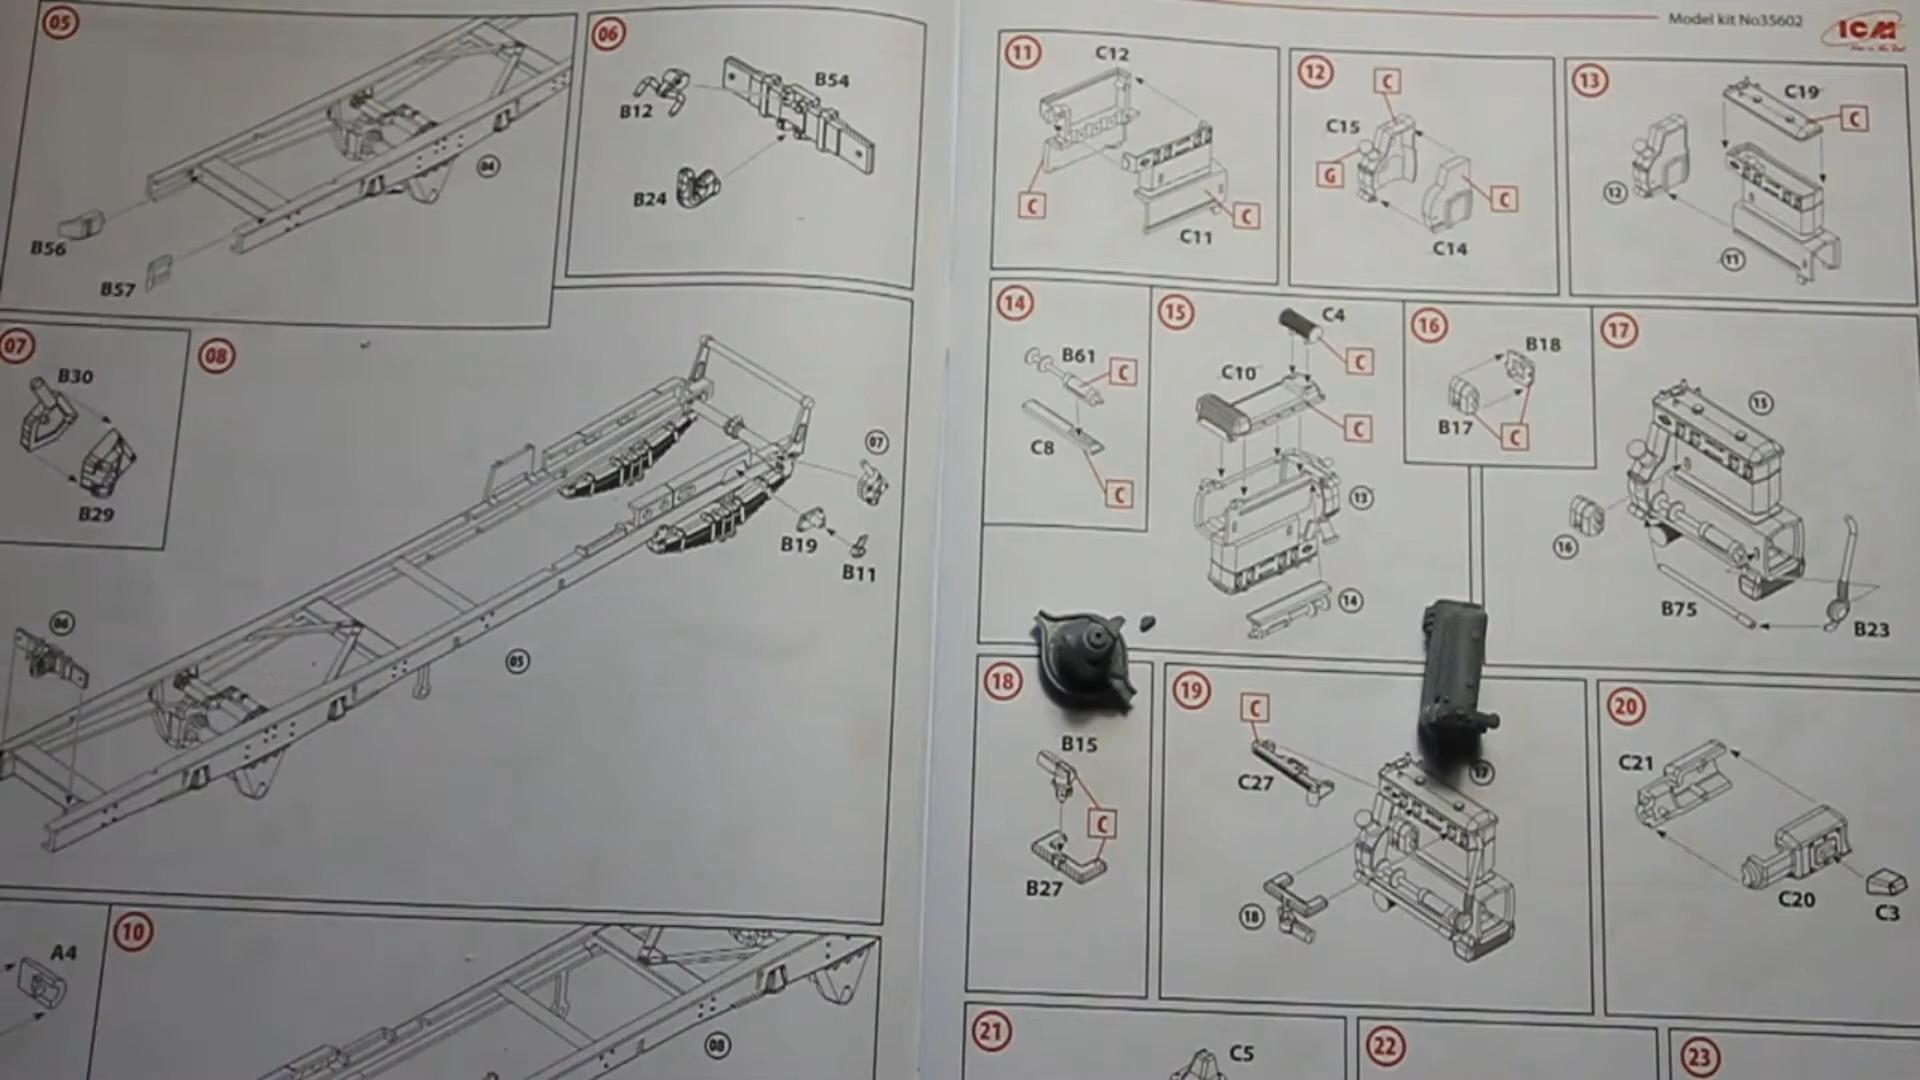 05
04
B56
B57
06
B12
B54
B24
07
B30
B29
08
07
B19
B11
06
05
A4
10
08
Model kit No35602
ICM
11
C12
C
C
C11
12
C
C15
G
C
C14
13
C19
C
12
11
14
B61
C
C8
C
15
C4
C
C10
C
13
14
16
B18
B17
C
17
15
16
B75
B23
18
B15
C
B27
19
C
C27
17
18
20
C21
C20
C3
21
C5
22
23